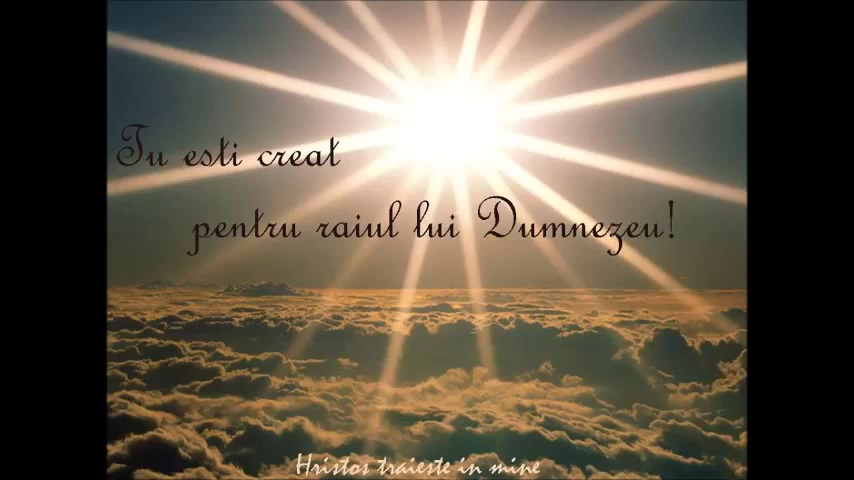 Tu esti creat
pentru raiul lui Dumnezeu!
Hristos traieste in mine